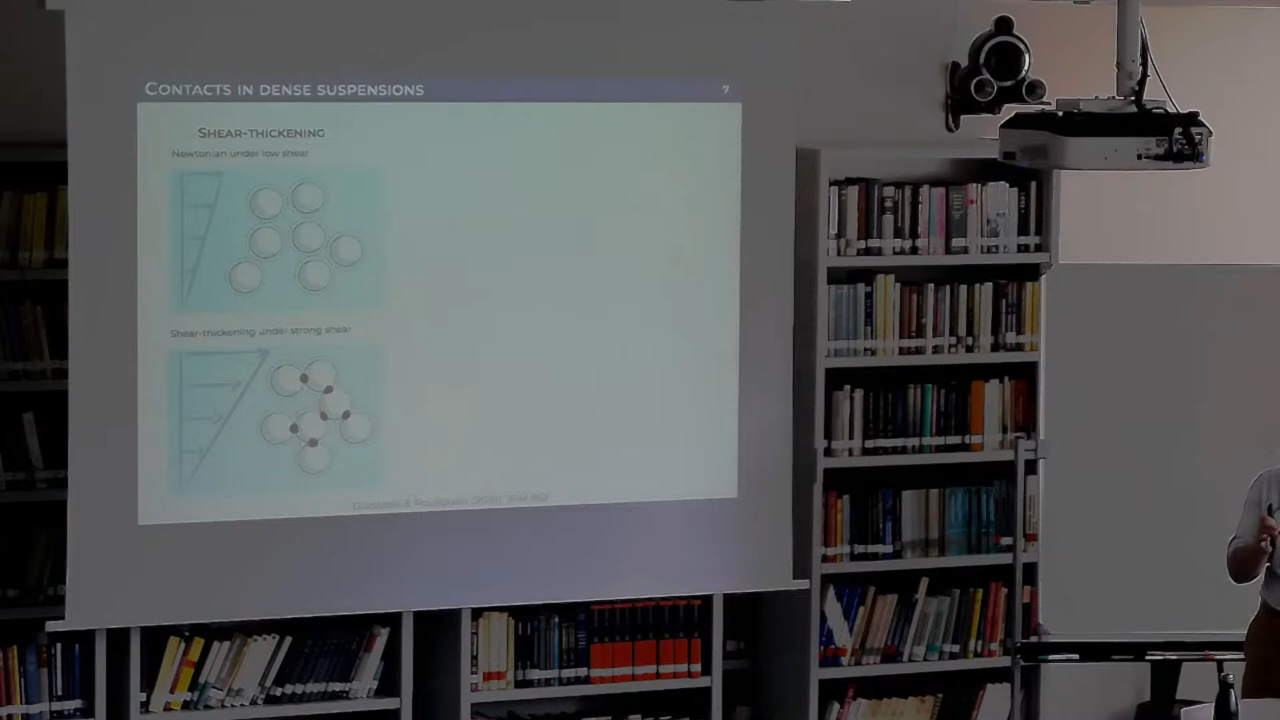 CONTACTS IN DENSE SUSPENSIONS 7
SHEAR-THICKENING
Newtonian under low shear
Shear-thickening under strong shear